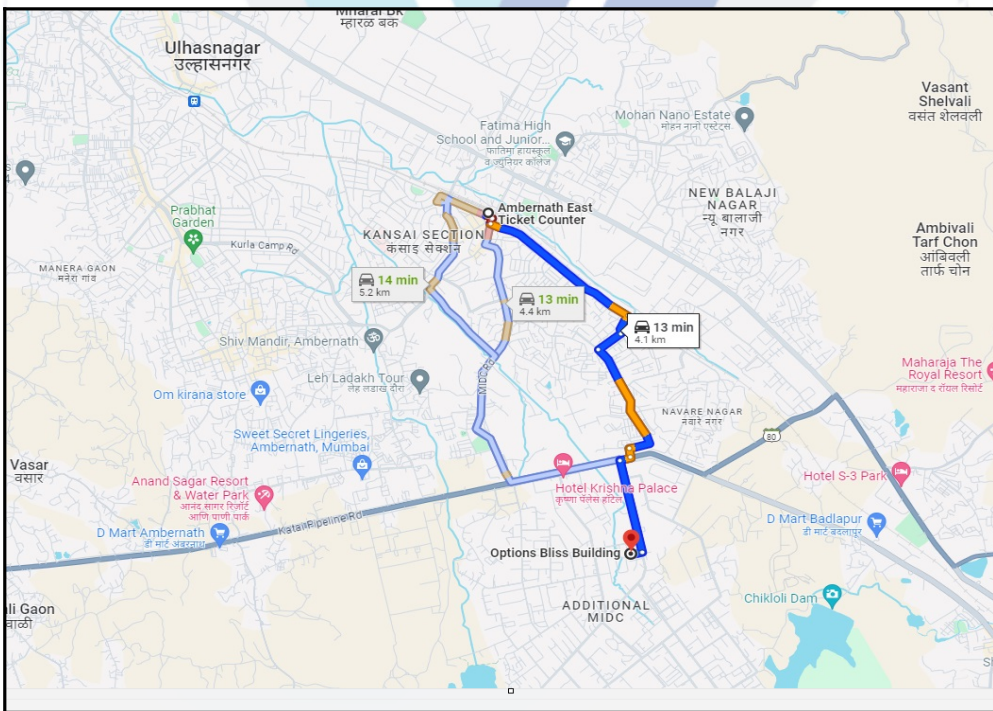 म्हारळ बक
Ulhasnagar
उल्हासनगर
Vasant
Shelvali
वसंत शेलवली
Mohan Nano Estate
मोहन नानो एस्टेट्स
Fatima High
School and Junior...
फातिमा हायस्कूल
व ज्युनियर कॉलेज
NEW BALAJI
NAGAR
न्यू बालाजी
नगर
Ambernath East
Ticket Counter
Prabhat
Garden
KANSAI SECTION
कंसाइ सेक्शन
Kurla Camp Rd
Ambivali
Tarf Chon
आंबिवली
तार्फ चोन
MANERA GAON
मनेरा गांव
14 min
5.2 km
13 min
4.4 km
13 min
4.1 km
Shiv Mandir, Ambernath
Maharaja The
Royal Resort
महाराजा द रॉयल रिसॉर्ट
Leh Ladakh Tour
लेह लडाखे दौरा
MIDC Rd
Om kirana store
NAVARE NAGAR
नवारे नगर
80
Sweet Secret Lingeries,
Ambernath, Mumbai
Vasar
वसार
Anand Sagar Resort
& Water Park
आनंद सागर रिजॉर्ट
आणि पाणी पार्क
Hotel S-3 Park
Hotel Krishna Palace
कृष्णा पॅलेस हॉटेल
Katai Pipeline Rd
D Mart Ambernath
डी मार्ट अंबरनाथ
D Mart Badlapur
डी मार्ट बदलापूर
Options Bliss Building
Chikloli Dam
ADDITIONAL
MIDC
li Gaon
वाळी